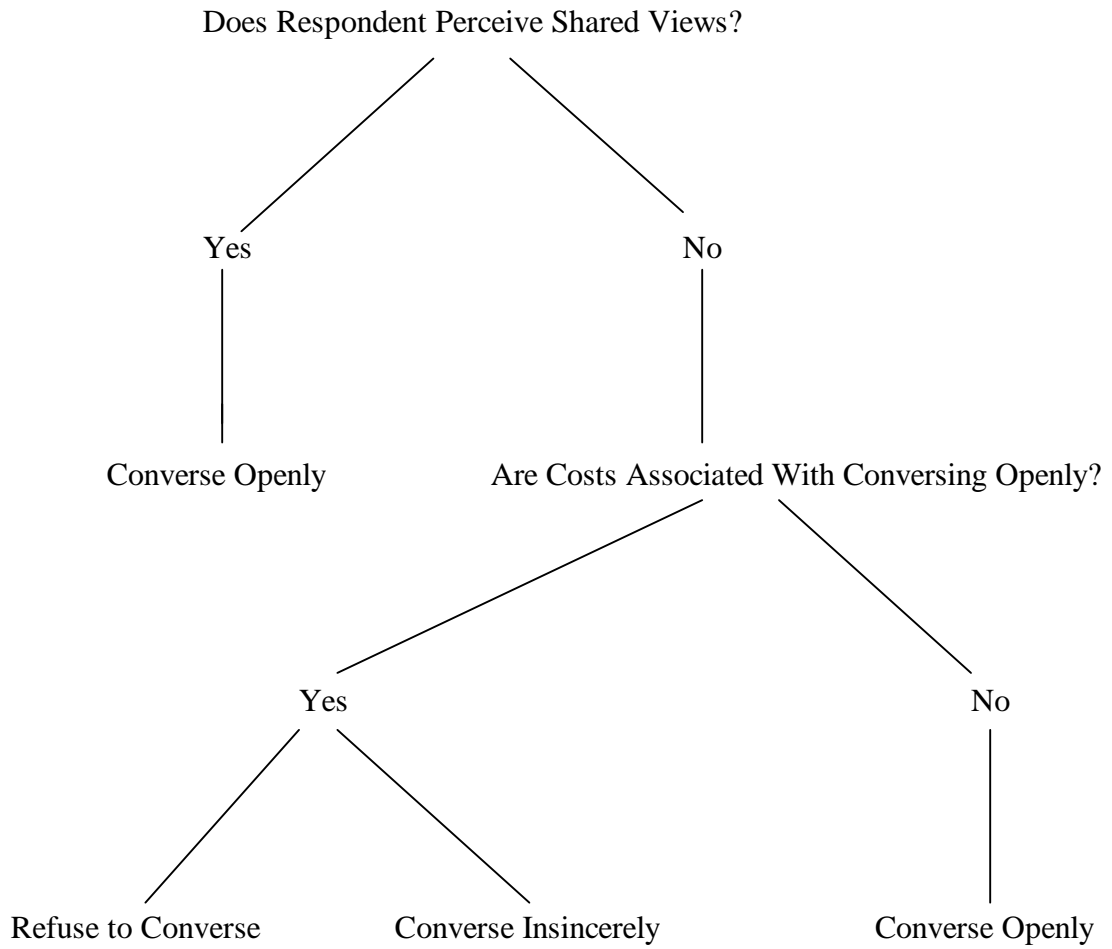 Does Respondent Perceive Shared Views?
Yes
No
Converse Openly
Are Costs Associated With Conversing Openly?
Yes
No
Refuse to Converse
Converse Insincerely
Converse Openly